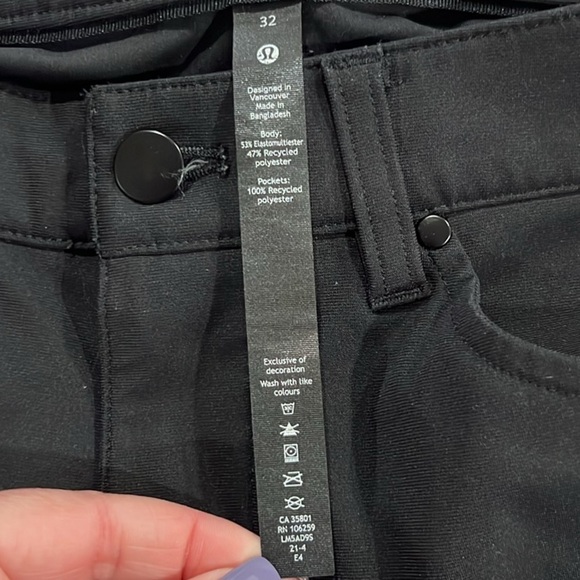 32
Designed in
Vancouver
Made in
Bangladesh
Body:
53% Elastomultiester
47% Recycled
polyester
Pockets:
100% Recycled
polyester
Exclusive of
decoration
Wash with like
colours
CA 35801
RN 106259
LM5AD9S
21-4
E4